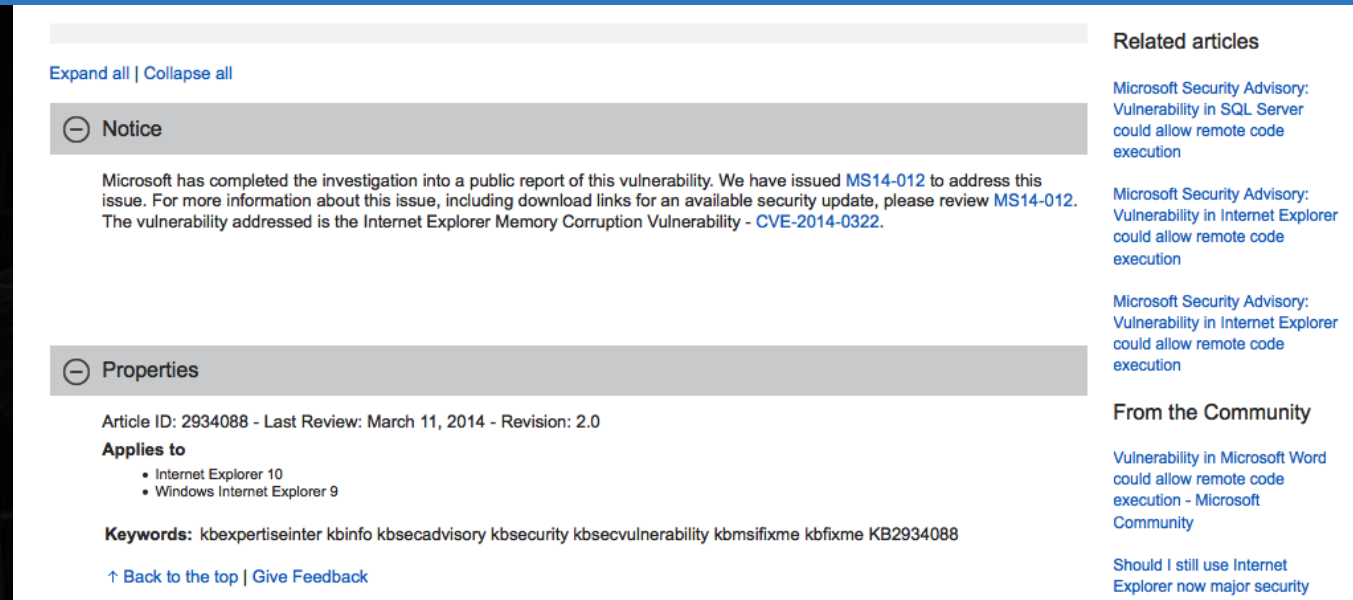 Expand all | Collapse all
Notice
Microsoft has completed the investigation into a public report of this vulnerability. We have issued MS14-012 to address this
issue. For more information about this issue, including download links for an available security update, please review MS14-012.
The vulnerability addressed is the Internet Explorer Memory Corruption Vulnerability - CVE-2014-0322.
Properties
Article ID: 2934088 - Last Review: March 11, 2014 - Revision: 2.0
Applies to
• Internet Explorer 10
• Windows Internet Explorer 9
Keywords: kbexpertiseinter kbinfo kbsecadvisory kbsecurity kbsecvulnerability kbmsifixme kbfixme KB2934088
↑ Back to the top | Give Feedback
Related articles
Microsoft Security Advisory:
Vulnerability in SQL Server
could allow remote code
execution
Microsoft Security Advisory:
Vulnerability in Internet Explorer
could allow remote code
execution
Microsoft Security Advisory:
Vulnerability in Internet Explorer
could allow remote code
execution
From the Community
Vulnerability in Microsoft Word
could allow remote code
execution - Microsoft
Community
Should I still use Internet
Explorer now major security